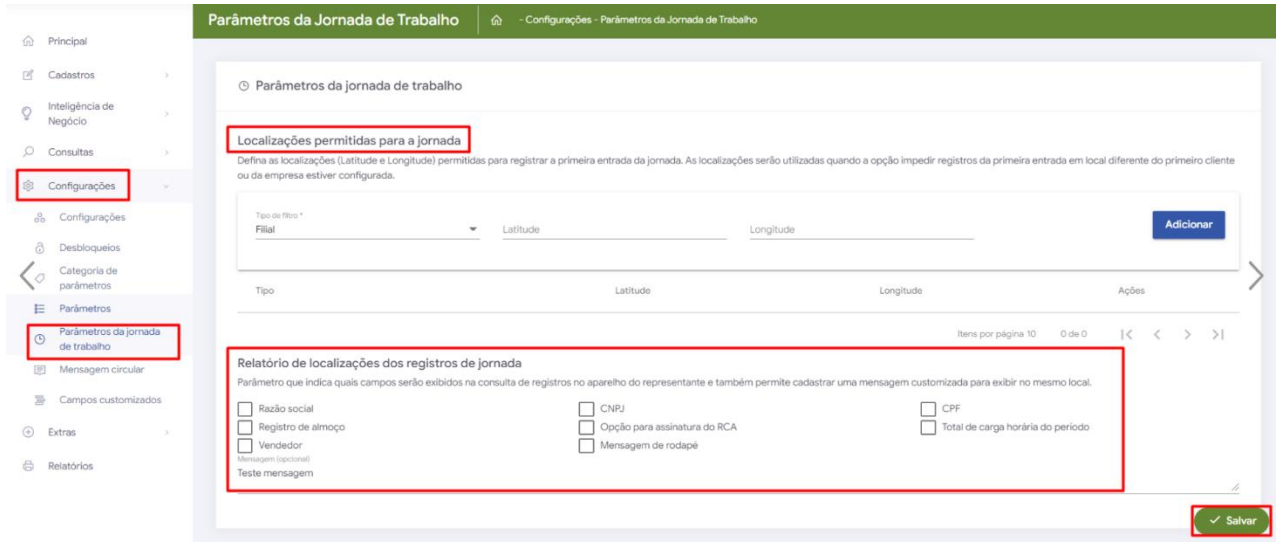 Parâmetros da Jornada de Trabalho
- Configurações - Parâmetros da Jornada de Trabalho
Principal
Cadastros
Inteligência de
Negócio
Consultas
Configurações
Configurações
Desbloqueios
Categoria de
parâmetros
Parâmetros
Parâmetros da jornada
de trabalho
Mensagem circular
Campos customizados
Extras
Relatórios
Parâmetros da jornada de trabalho
Localizações permitidas para a jornada
Defina as localizações (Latitude e Longitude) permitidas para registrar a primeira entrada da jornada. As localizações serão utilizadas quando a opção impedir registros da primeira entrada em local diferente do primeiro cliente
ou da empresa estiver configurada.
Tipo de filtro *
Filial
Latitude
Longitude
Adicionar
Tipo Latitude Longitude Ações
Itens por página 10 0 de 0
Relatório de localizações dos registros de jornada
Parâmetro que indica quais campos serão exibidos na consulta de registros no aparelho do representante e também permite cadastrar uma mensagem customizada para exibir no mesmo local.
Razão social CNPJ CPF
Registro de almoço Opção para assinatura do RCA Total de carga horária do período
Vendedor Mensagem de rodapé
Mensagem (opcional)
Teste mensagem
Salvar